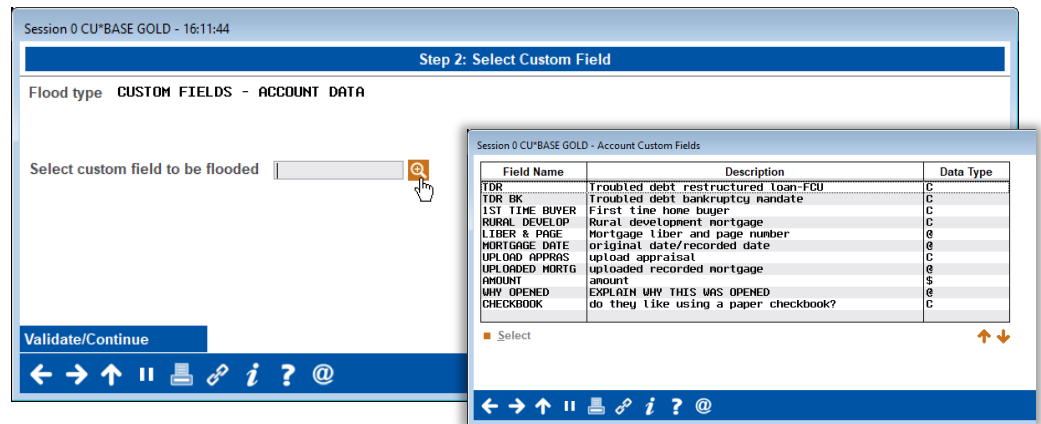 Session 0 CU*BASE GOLD - 16:11:44
Step 2: Select Custom Field
Flood type CUSTOM FIELDS - ACCOUNT DATA
Select custom field to be flooded
Validate/Continue
Session 0 CU*BASE GOLD - Account Custom Fields
Field Name Description Data Type
TDR Troubled debt restructured loan-FCU C
TDR BK Troubled debt bankruptcy mandate C
1ST TIME BUYER First time home buyer C
RURAL DEVELOP Rural development mortgage C
LIBER & PAGE Mortgage liber and page number @
MORTGAGE DATE original date/recorded date @
UPLOAD APPRAS upload appraisal C
UPLOADED MORTG uploaded recorded mortgage @
AMOUNT amount $
WHY OPENED EXPLAIN WHY THIS WAS OPENED @
CHECKBOOK do they like using a paper checkbook? C
Select